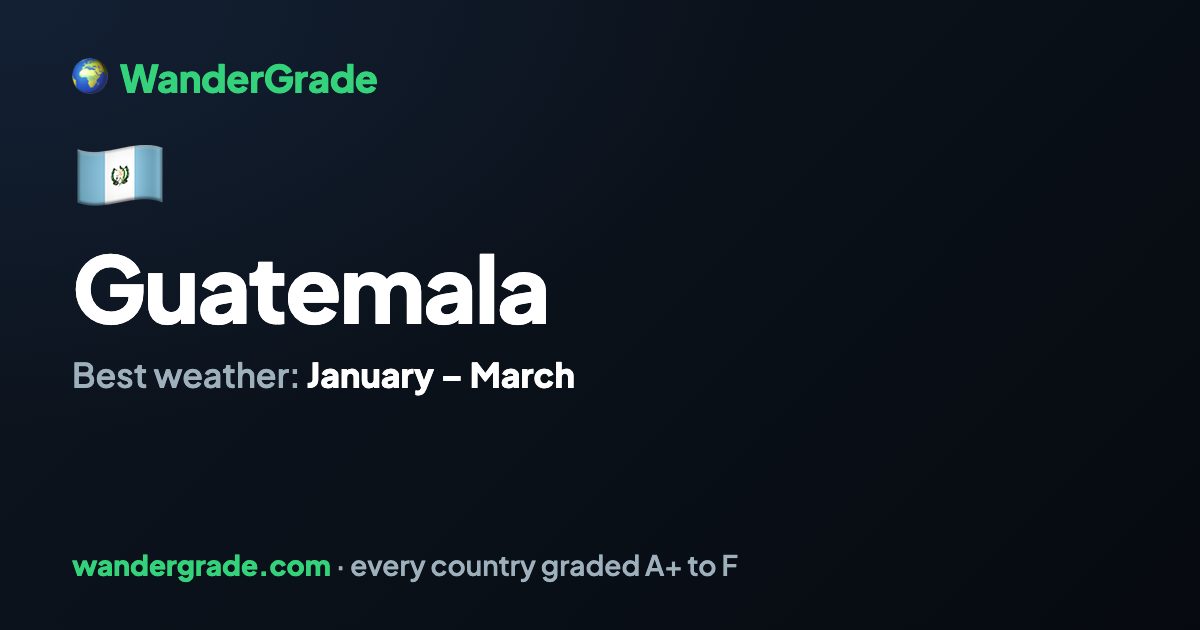 WanderGrade
Guatemala
Best weather: January – March
wandergrade.com · every country graded A+ to F